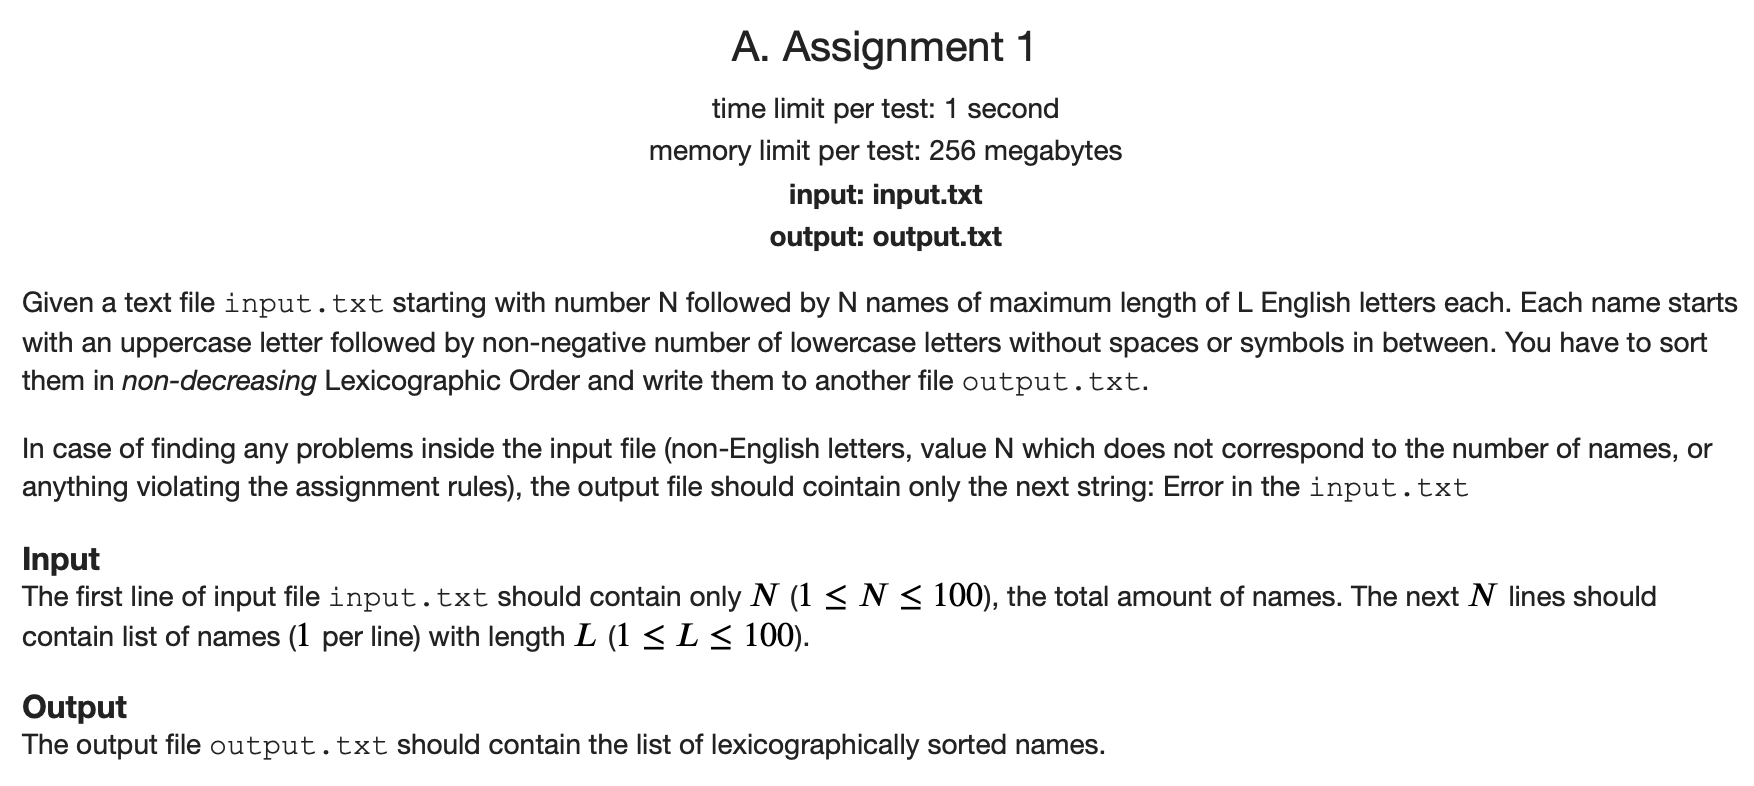 A. Assignment 1
time limit per test: 1 second
memory limit per test: 256 megabytes
input: input.txt
output: output.txt
Given a text file input.txt starting with number N followed by N names of maximum length of L English letters each. Each name starts
with an uppercase letter followed by non-negative number of lowercase letters without spaces or symbols in between. You have to sort
them in non-decreasing Lexicographic Order and write them to another file output.txt.
In case of finding any problems inside the input file (non-English letters, value N which does not correspond to the number of names, or
anything violating the assignment rules), the output file should cointain only the next string: Error in the input.txt
Input
The first line of input file input.txt should contain only N (1 ≤ N ≤ 100), the total amount of names. The next N lines should
contain list of names (1 per line) with length L (1 ≤ L ≤ 100).
Output
The output file output.txt should contain the list of lexicographically sorted names.